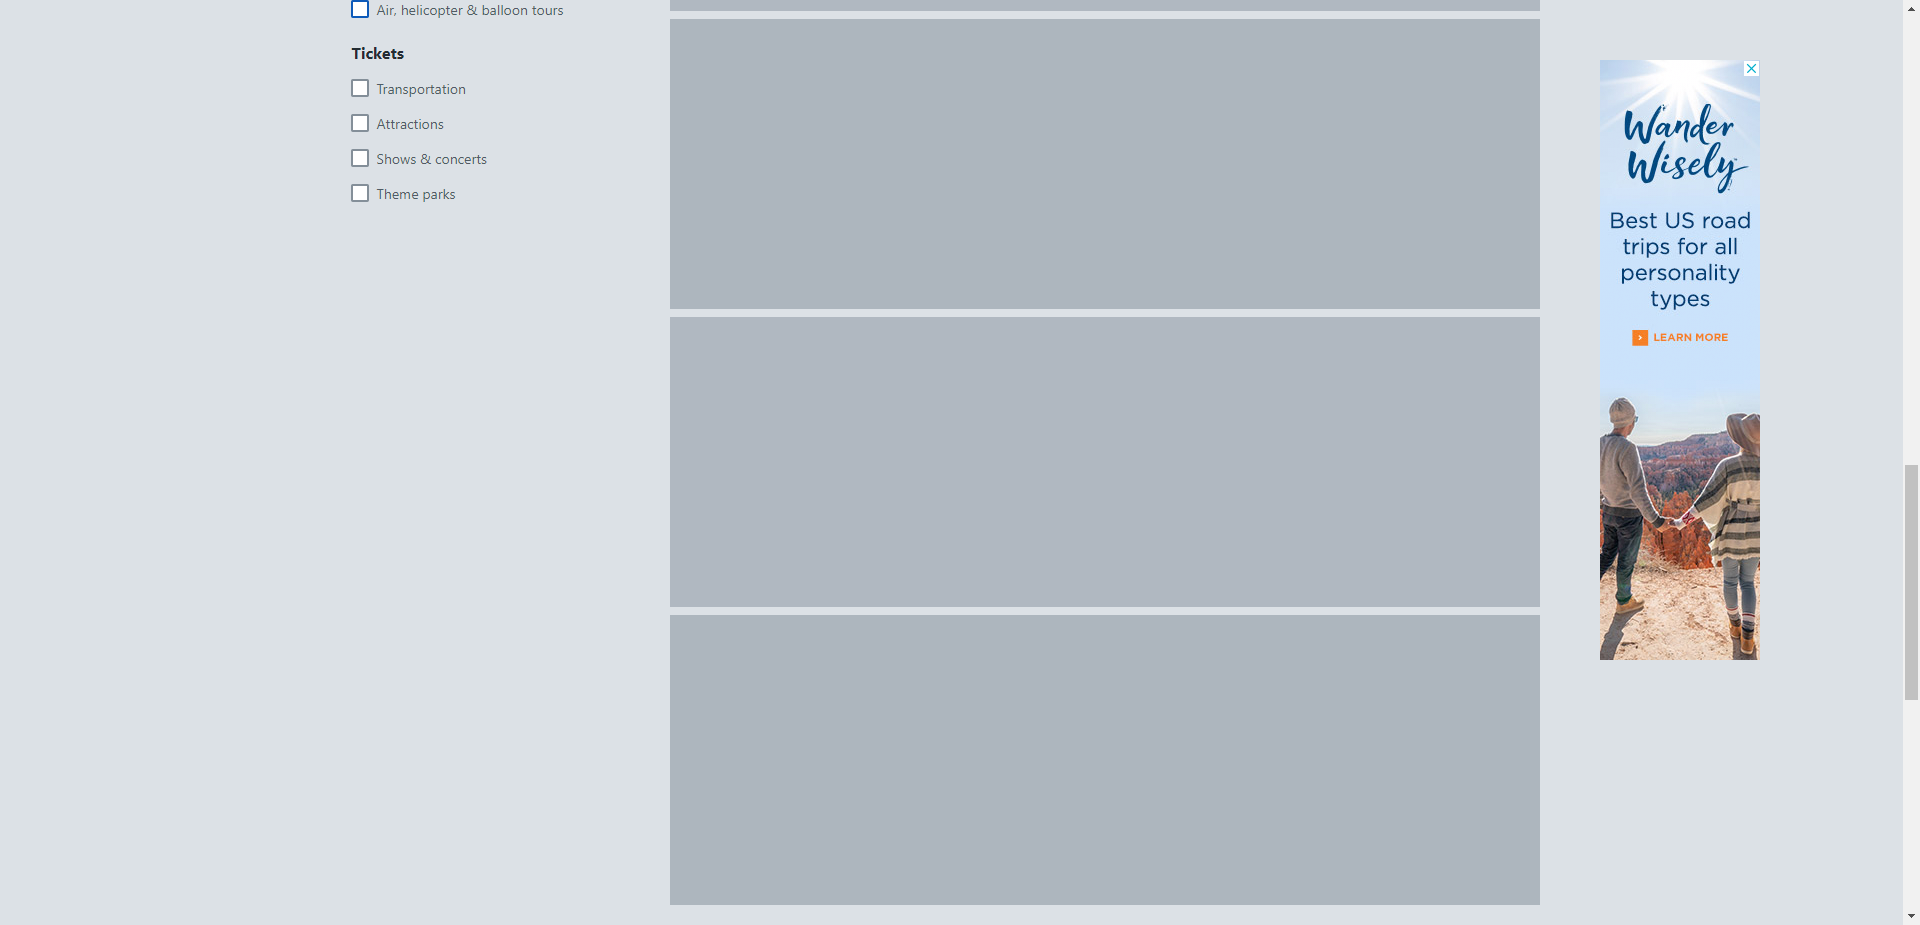 Air, helicopter & balloon tours
Tickets
Transportation
Attractions
Shows & concerts
Theme parks
Wander
Wisely
Best US road
trips for all
personality
types
LEARN MORE